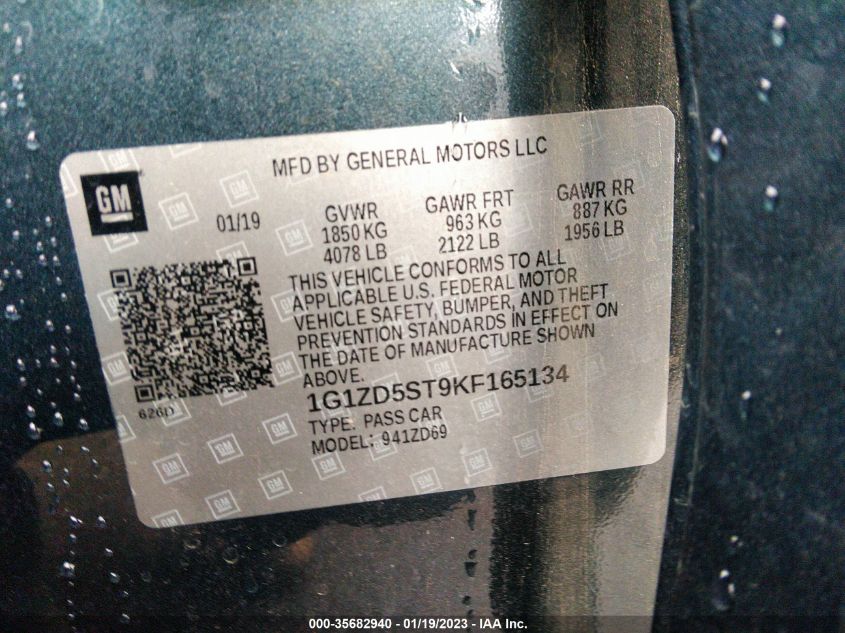 MFD BY GENERAL MOTORS LLC
GM
01/19
GVWR
1850 KG
4078 LB
GAWR FRT
963 KG
2122 LB
GAWR RR
887 KG
1956 LB
THIS VEHICLE CONFORMS TO ALL
APPLICABLE U.S. FEDERAL MOTOR
VEHICLE SAFETY, BUMPER, AND THEFT
PREVENTION STANDARDS IN EFFECT ON
THE DATE OF MANUFACTURE SHOWN
ABOVE.
626D
1G1ZD5ST9KF165134
TYPE: PASS CAR
MODEL: 941ZD69
000-35682940 - 01/19/2023 - IAA Inc.